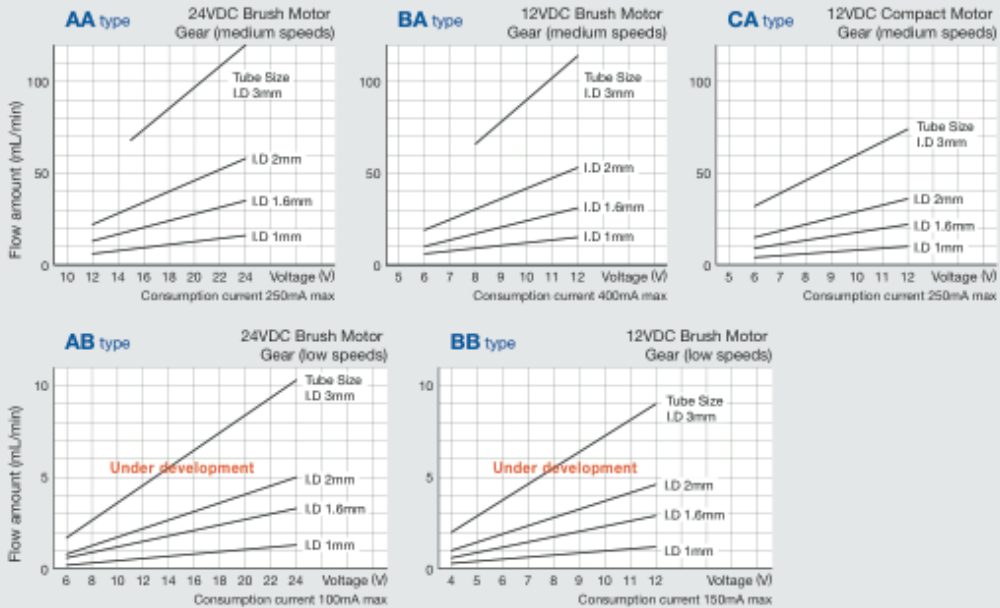 AA type
24VDC Brush Motor
Gear (medium speeds)
Flow amount (mL/min)
100
50
0
Tube Size
I.D 3mm
I.D 2mm
I.D 1.6mm
I.D 1mm
10 12 14 16 18 20 22 24 Voltage (V)
Consumption current 250mA max
BA type
12VDC Brush Motor
Gear (medium speeds)
100
50
0
Tube Size
I.D 3mm
I.D 2mm
I.D 1.6mm
I.D 1mm
5 6 7 8 9 10 11 12 Voltage (V)
Consumption current 400mA max
CA type
12VDC Compact Motor
Gear (medium speeds)
100
50
0
Tube Size
I.D 3mm
I.D 2mm
I.D 1.6mm
I.D 1mm
5 6 7 8 9 10 11 12 Voltage (V)
Consumption current 250mA max
AB type
24VDC Brush Motor
Gear (low speeds)
Flow amount (mL/min)
10
5
0
Tube Size
I.D 3mm
Under development
I.D 2mm
I.D 1.6mm
I.D 1mm
6 8 10 12 14 16 18 20 22 24 Voltage (V)
Consumption current 100mA max
BB type
12VDC Brush Motor
Gear (low speeds)
10
5
0
Tube Size
I.D 3mm
Under development
I.D 2mm
I.D 1.6mm
I.D 1mm
4 5 6 7 8 9 10 11 12 Voltage (V)
Consumption current 150mA max